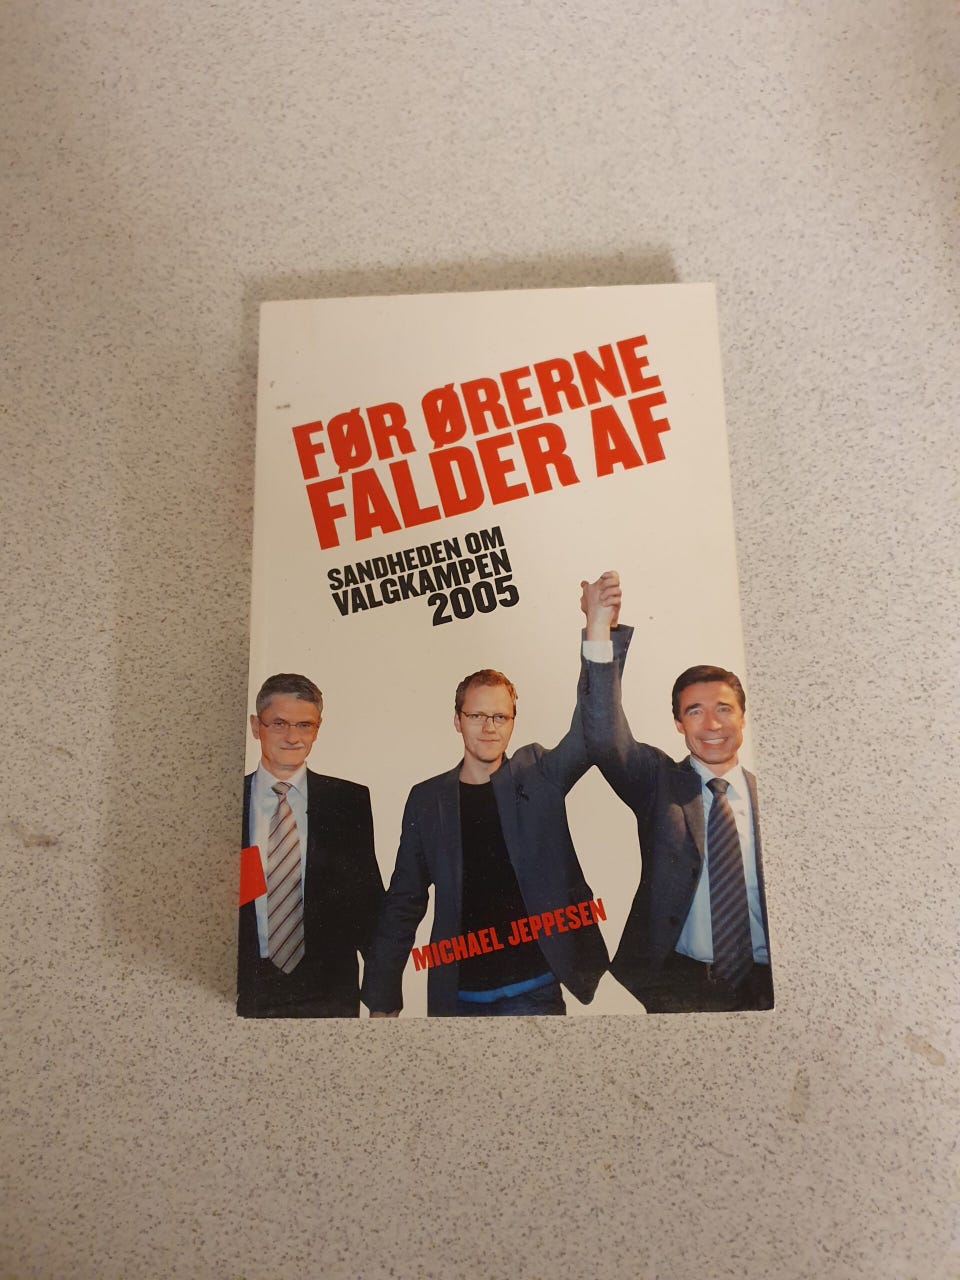 FØR ØRERNE
FALDER AF
SANDHEDEN OM
VALGKAMPEN
2005
MICHAEL JEPPESEN